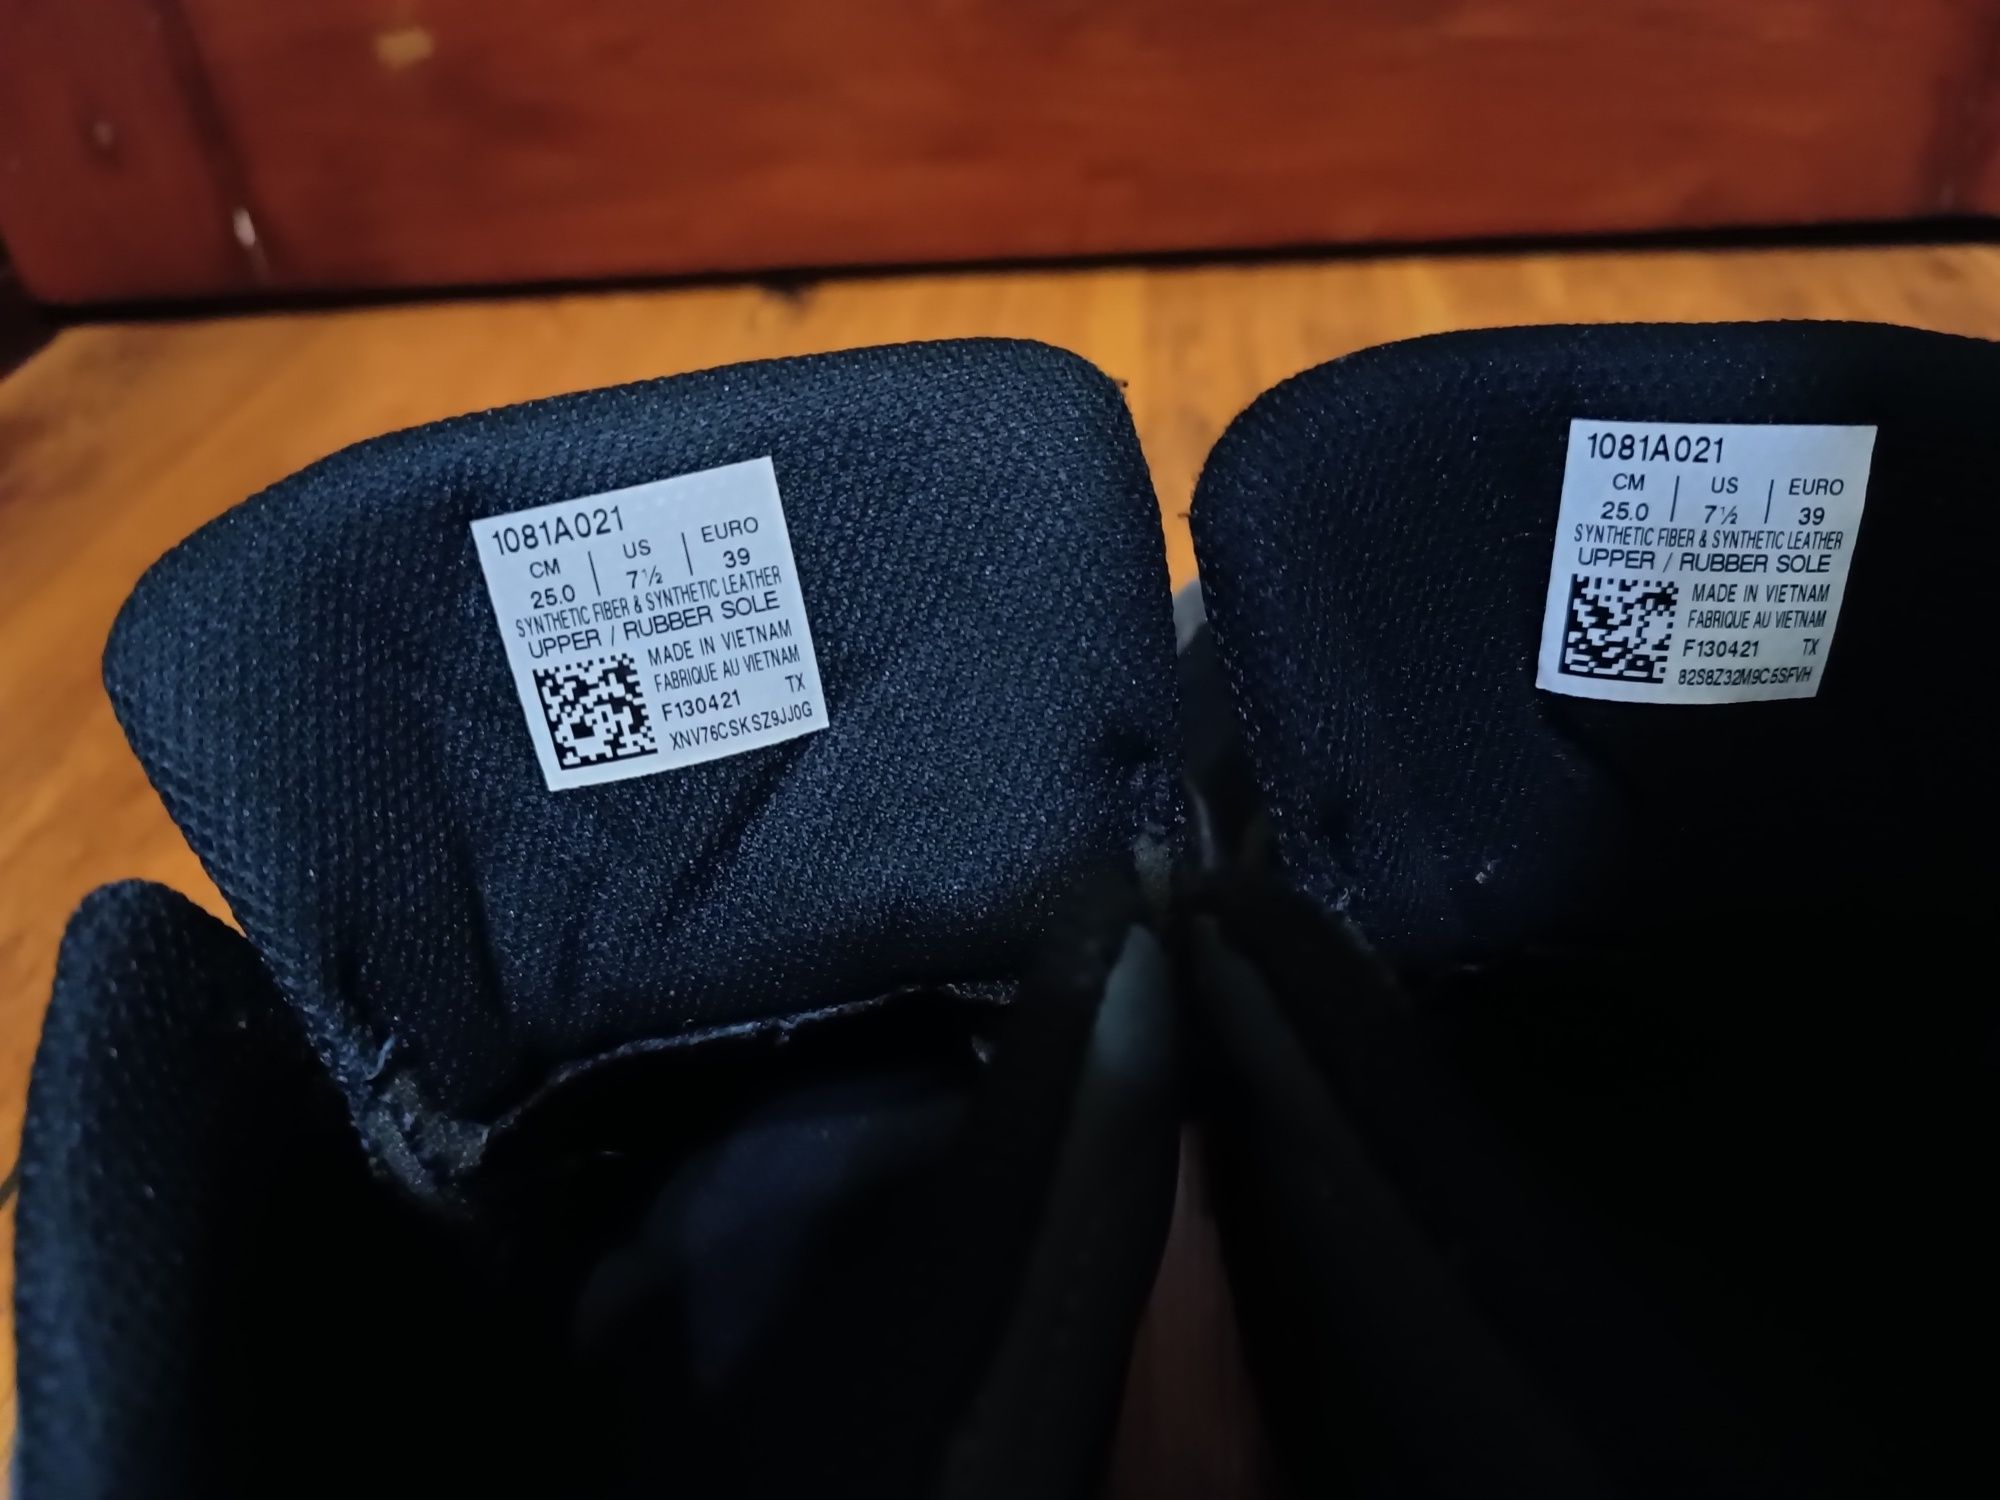 1081A021
CM | US | EURO
25.0 | 7½ | 39
SYNTHETIC FIBER & SYNTHETIC LEATHER
UPPER / RUBBER SOLE
MADE IN VIETNAM
FABRIQUE AU VIETNAM
F130421 TX
XNV76CSKSZ9JJ0G
1081A021
CM | US | EURO
25.0 | 7½ | 39
SYNTHETIC FIBER & SYNTHETIC LEATHER
UPPER / RUBBER SOLE
MADE IN VIETNAM
FABRIQUE AU VIETNAM
F130421 TX
82S8Z32M9C5SFVH